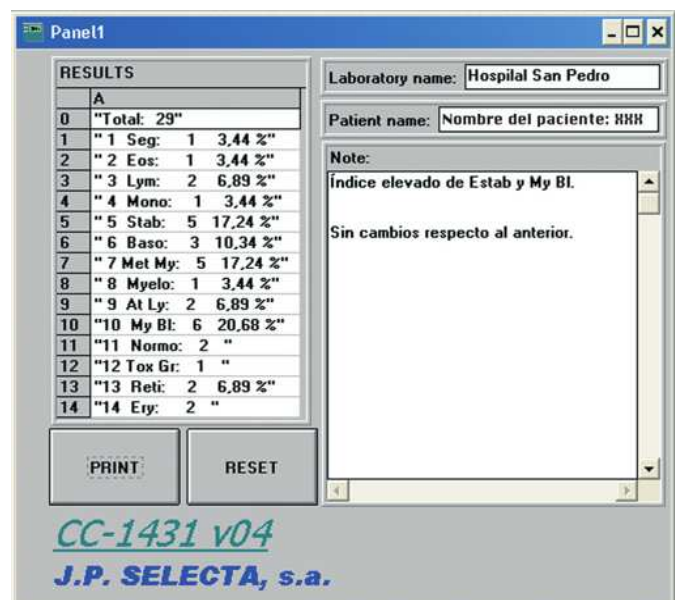 Panel1
RESULTS
A
0 "Total: 29"
1 " 1 Seg: 1 3,44 %"
2 " 2 Eos: 1 3,44 %"
3 " 3 Lym: 2 6,89 %"
4 " 4 Mono: 1 3,44 %"
5 " 5 Stab: 5 17,24 %"
6 " 6 Baso: 3 10,34 %"
7 " 7 Met My: 5 17,24 %"
8 " 8 Myelo: 1 3,44 %"
9 " 9 At Ly: 2 6,89 %"
10 "10 My Bl: 6 20,68 %"
11 "11 Normo: 2 "
12 "12 Tox Gr: 1 "
13 "13 Reti: 2 6,89 %"
14 "14 Ery: 2 "
PRINT
RESET
Laboratory name: Hospilal San Pedro
Patient name: Nombre del paciente: XXX
Note:
Índice elevado de Estab y My Bl.
Sin cambios respecto al anterior.
CC-1431 v04
J.P. SELECTA, s.a.